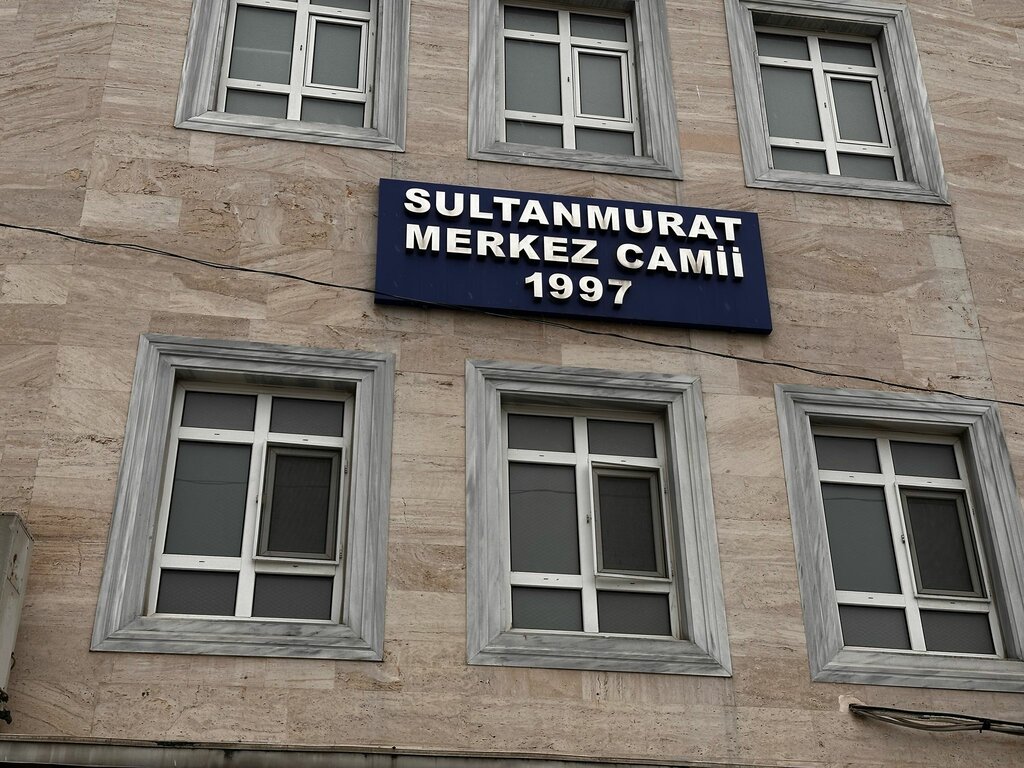 SULTANMURAT
MERKEZ CAMİİ
1997